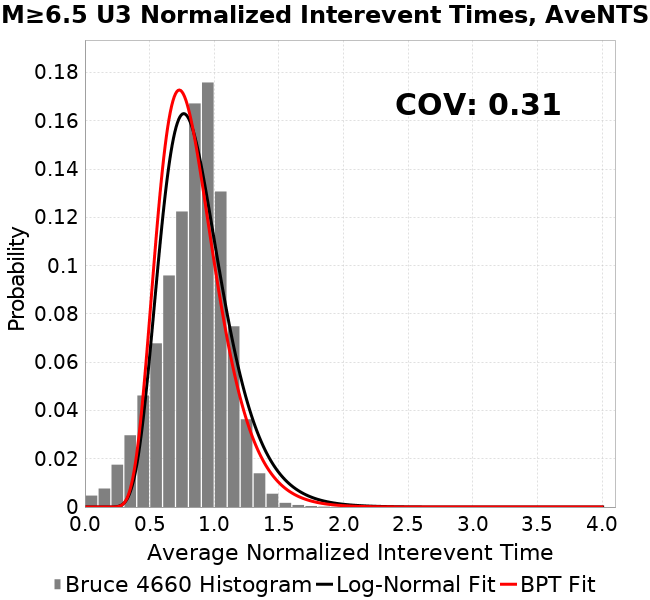 M≥6.5 U3 Normalized Interevent Times, AveNTS
COV: 0.31
0.18
0.16
0.14
0.12
0.1
0.08
0.06
0.04
0.02
0
Probability
0.0 0.5 1.0 1.5 2.0 2.5 3.0 3.5 4.0
Average Normalized Interevent Time
Bruce 4660 Histogram Log-Normal Fit BPT Fit